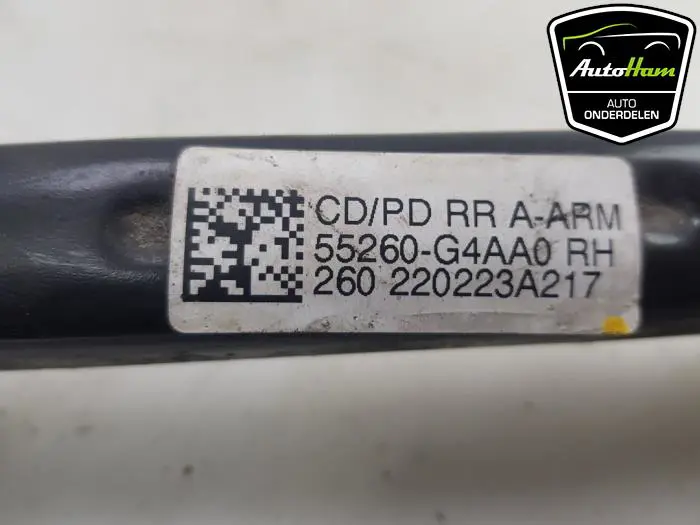 AutoHam
AUTO
ONDERDELEN
CD/PD RR A-ARM
55260-G4AA0 RH
260 220223A217